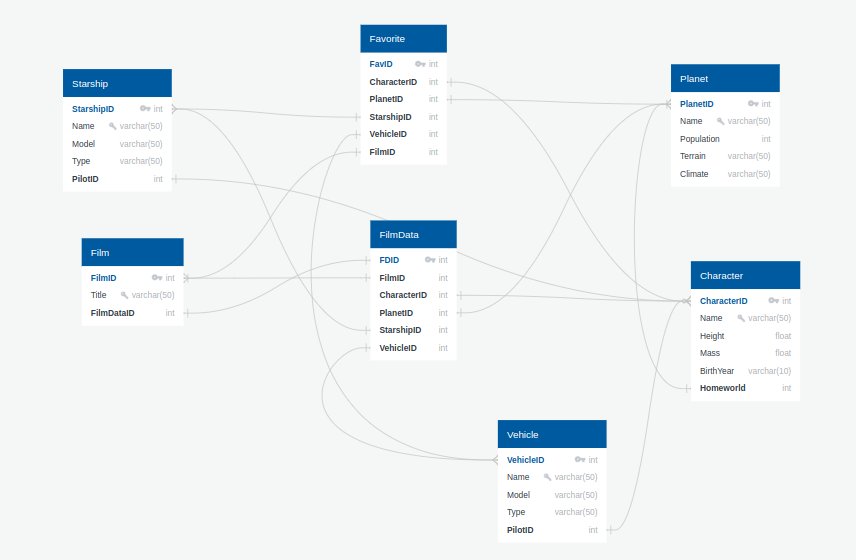 Starship
StarshipID int
Name varchar(50)
Model varchar(50)
Type varchar(50)
PilotID int
Favorite
FavID int
CharacterID int
PlanetID int
StarshipID int
VehicleID int
FilmID int
Planet
PlanetID int
Name varchar(50)
Population int
Terrain varchar(50)
Climate varchar(50)
Film
FilmID int
Title varchar(50)
FilmDataID int
FilmData
FDID int
FilmID int
CharacterID int
PlanetID int
StarshipID int
VehicleID int
Character
CharacterID int
Name varchar(50)
Height float
Mass float
BirthYear varchar(10)
Homeworld int
Vehicle
VehicleID int
Name varchar(50)
Model varchar(50)
Type varchar(50)
PilotID int